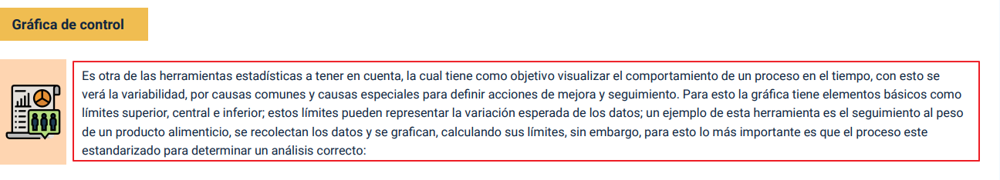 Gráfica de control
Es otra de las herramientas estadísticas a tener en cuenta, la cual tiene como objetivo visualizar el comportamiento de un proceso en el tiempo, con esto se
verá la variabilidad, por causas comunes y causas especiales para definir acciones de mejora y seguimiento. Para esto la gráfica tiene elementos básicos como
límites superior, central e inferior; estos límites pueden representar la variación esperada de los datos; un ejemplo de esta herramienta es el seguimiento al peso
de un producto alimenticio, se recolectan los datos y se grafican, calculando sus límites, sin embargo, para esto lo más importante es que el proceso este
estandarizado para determinar un análisis correcto: